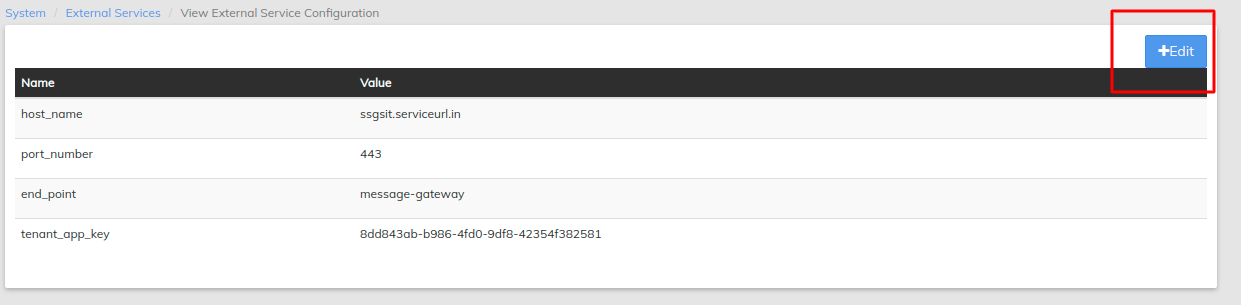 System / External Services / View External Service Configuration
+Edit
Name Value
host_name ssgsit.serviceurl.in
port_number 443
end_point message-gateway
tenant_app_key 8dd843ab-b986-4fd0-9df8-42354f382581